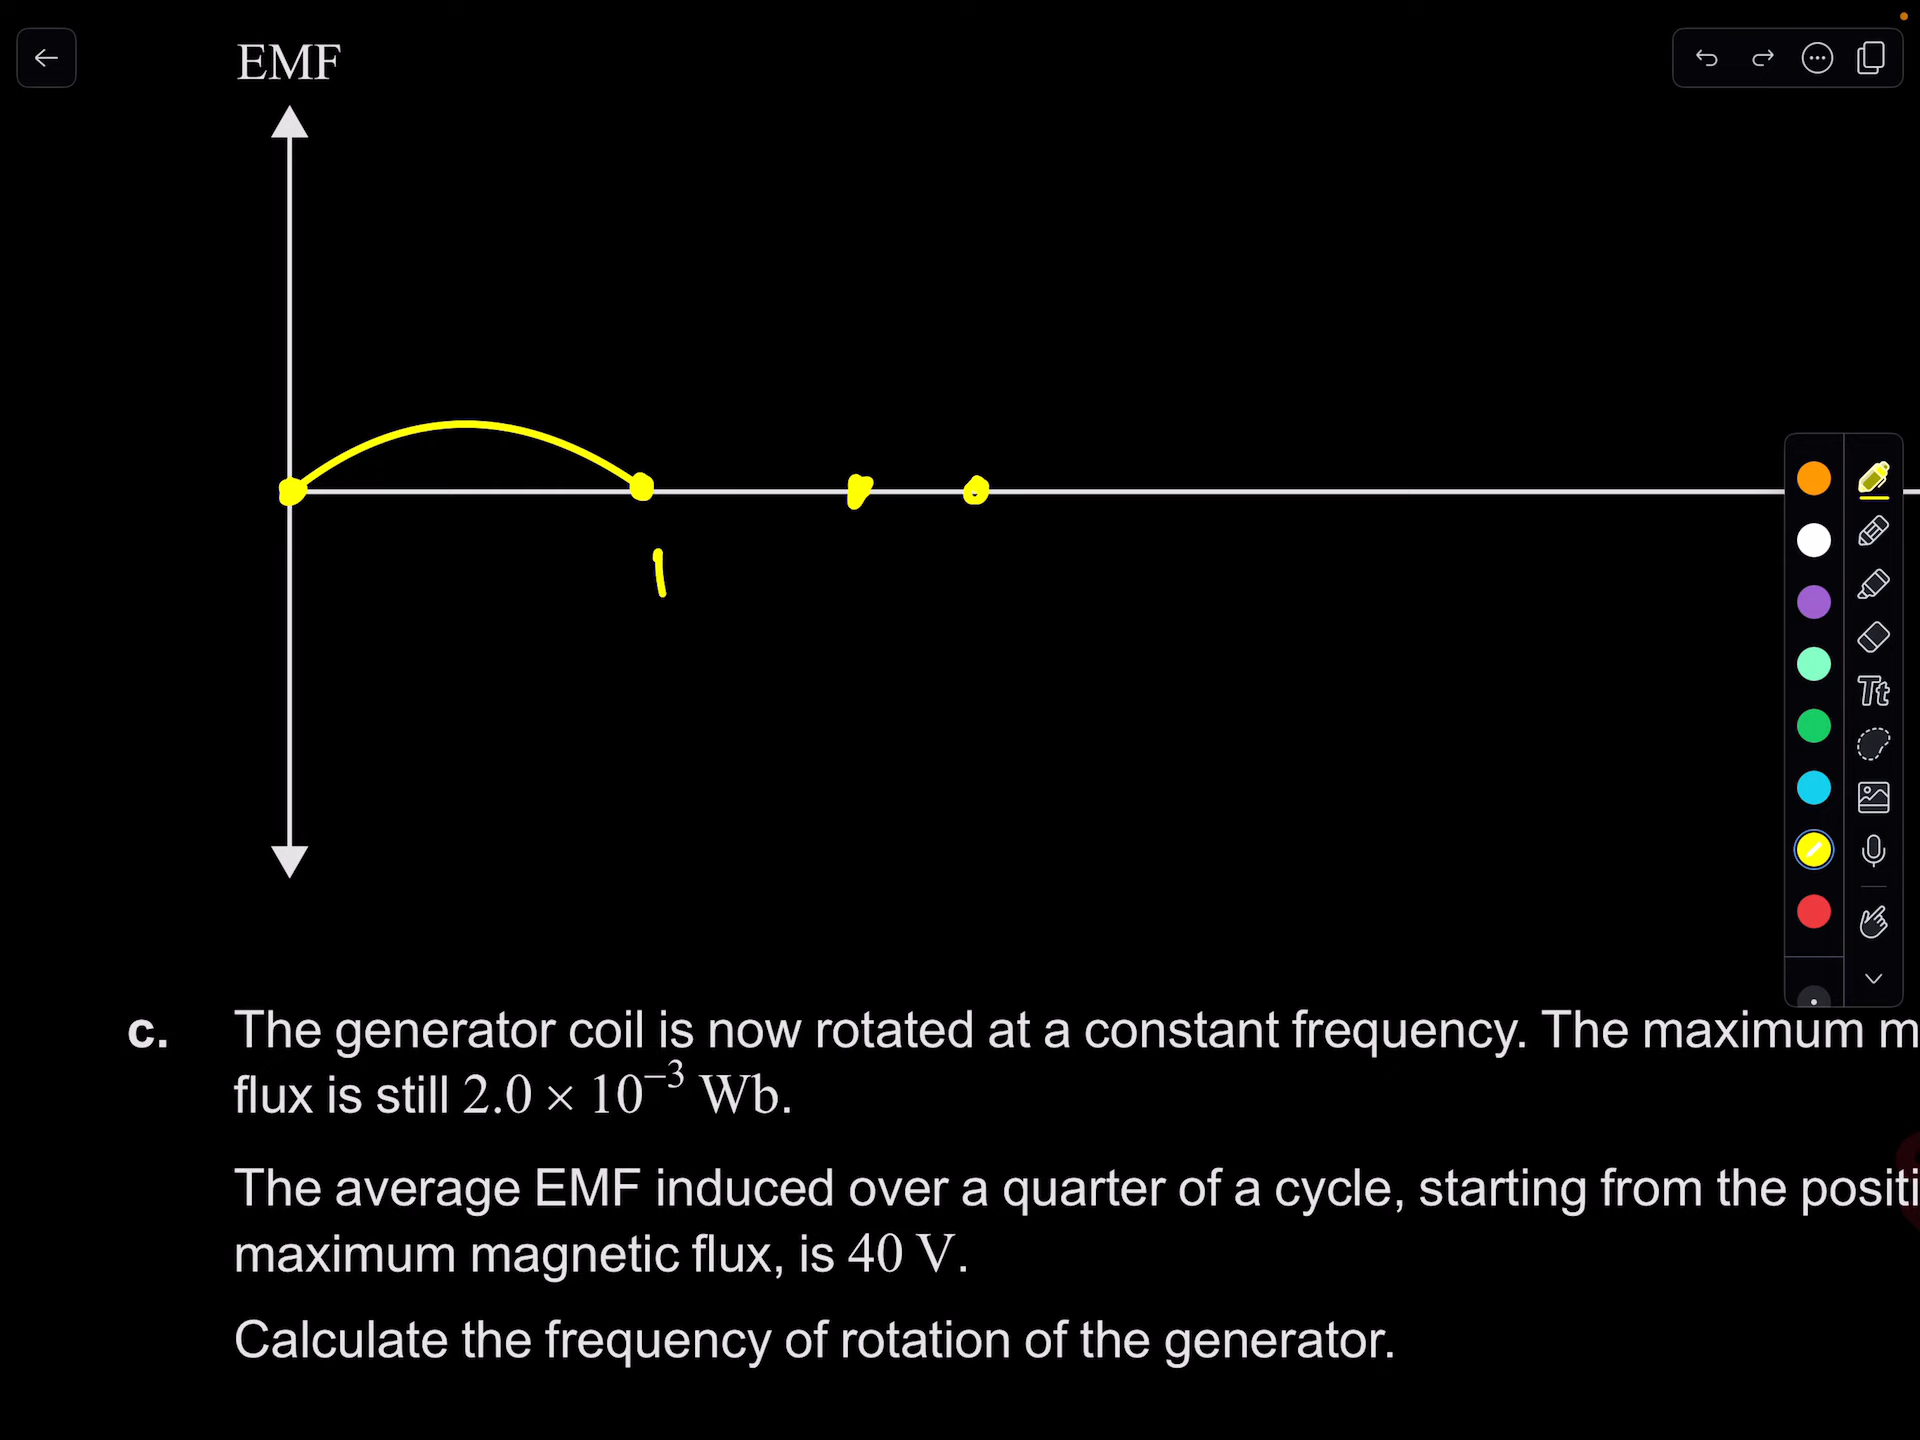 EMF
c. The generator coil is now rotated at a constant frequency. The maximum m
flux is still 2.0 × 10⁻³ Wb.
The average EMF induced over a quarter of a cycle, starting from the positi
maximum magnetic flux, is 40 V.
Calculate the frequency of rotation of the generator.
Tt